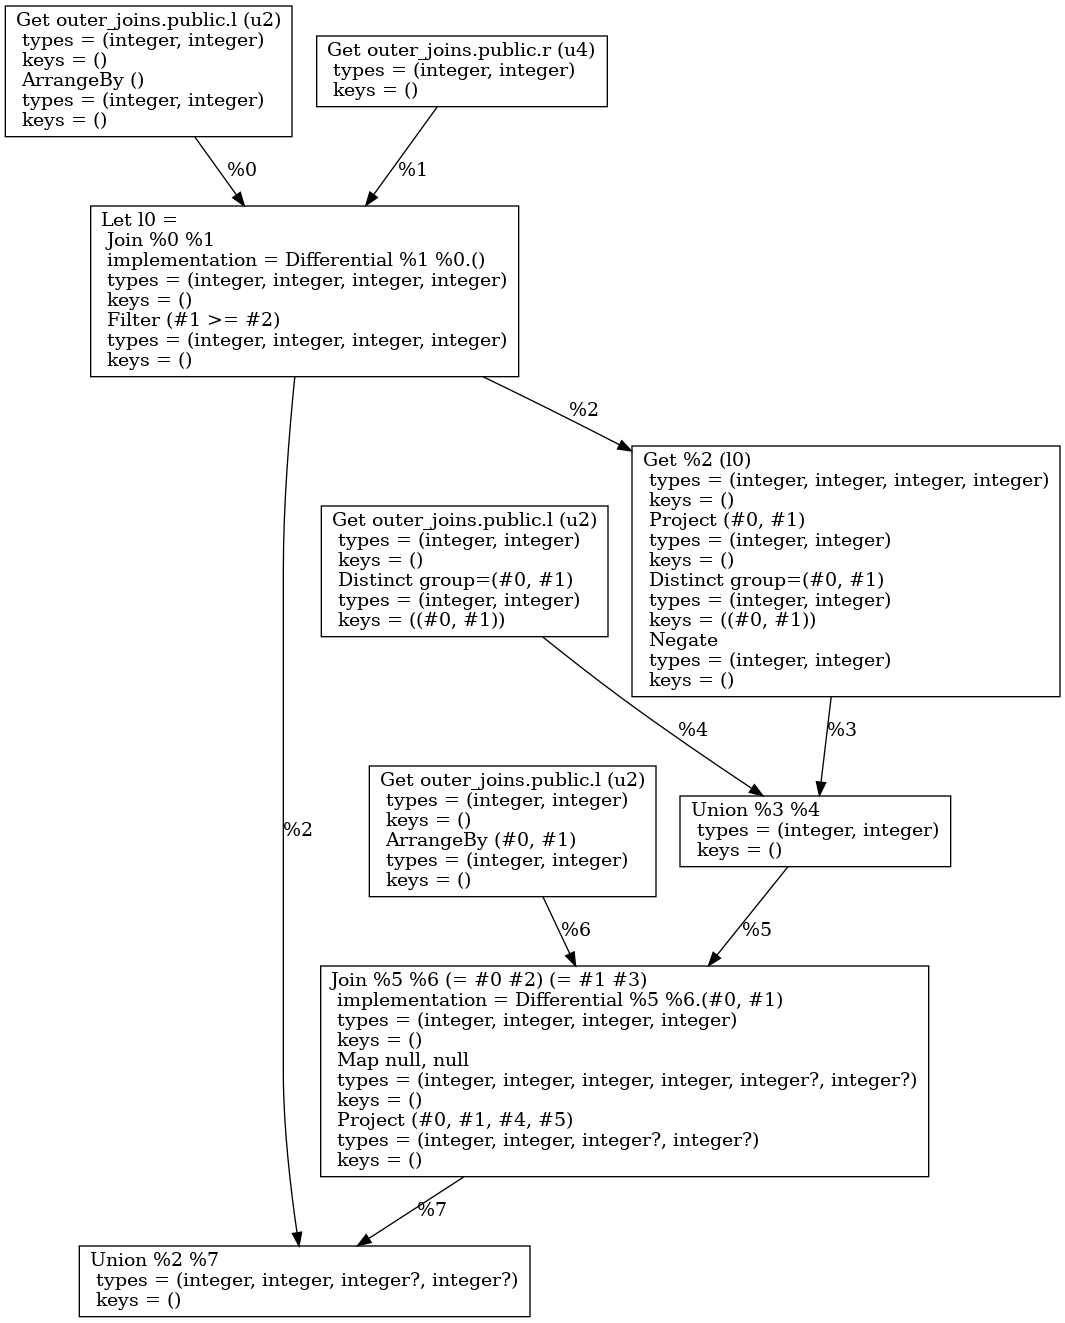 Get outer_joins.public.l (u2)
types = (integer, integer)
keys = ()
ArrangeBy ()
types = (integer, integer)
keys = ()
Get outer_joins.public.r (u4)
types = (integer, integer)
keys = ()
%0
%1
Let l0 =
Join %0 %1
implementation = Differential %1 %0.()
types = (integer, integer, integer, integer)
keys = ()
Filter (#1 >= #2)
types = (integer, integer, integer, integer)
keys = ()
%2
Get %2 (l0)
types = (integer, integer, integer, integer)
keys = ()
Project (#0, #1)
types = (integer, integer)
keys = ()
Distinct group=(#0, #1)
types = (integer, integer)
keys = ((#0, #1))
Negate
types = (integer, integer)
keys = ()
Get outer_joins.public.l (u2)
types = (integer, integer)
keys = ()
Distinct group=(#0, #1)
types = (integer, integer)
keys = ((#0, #1))
%4
%3
Get outer_joins.public.l (u2)
types = (integer, integer)
keys = ()
ArrangeBy (#0, #1)
types = (integer, integer)
keys = ()
Union %3 %4
types = (integer, integer)
keys = ()
%2
%6
%5
Join %5 %6 (= #0 #2) (= #1 #3)
implementation = Differential %5 %6.(#0, #1)
types = (integer, integer, integer, integer)
keys = ()
Map null, null
types = (integer, integer, integer, integer, integer?, integer?)
keys = ()
Project (#0, #1, #4, #5)
types = (integer, integer, integer?, integer?)
keys = ()
%7
Union %2 %7
types = (integer, integer, integer?, integer?)
keys = ()